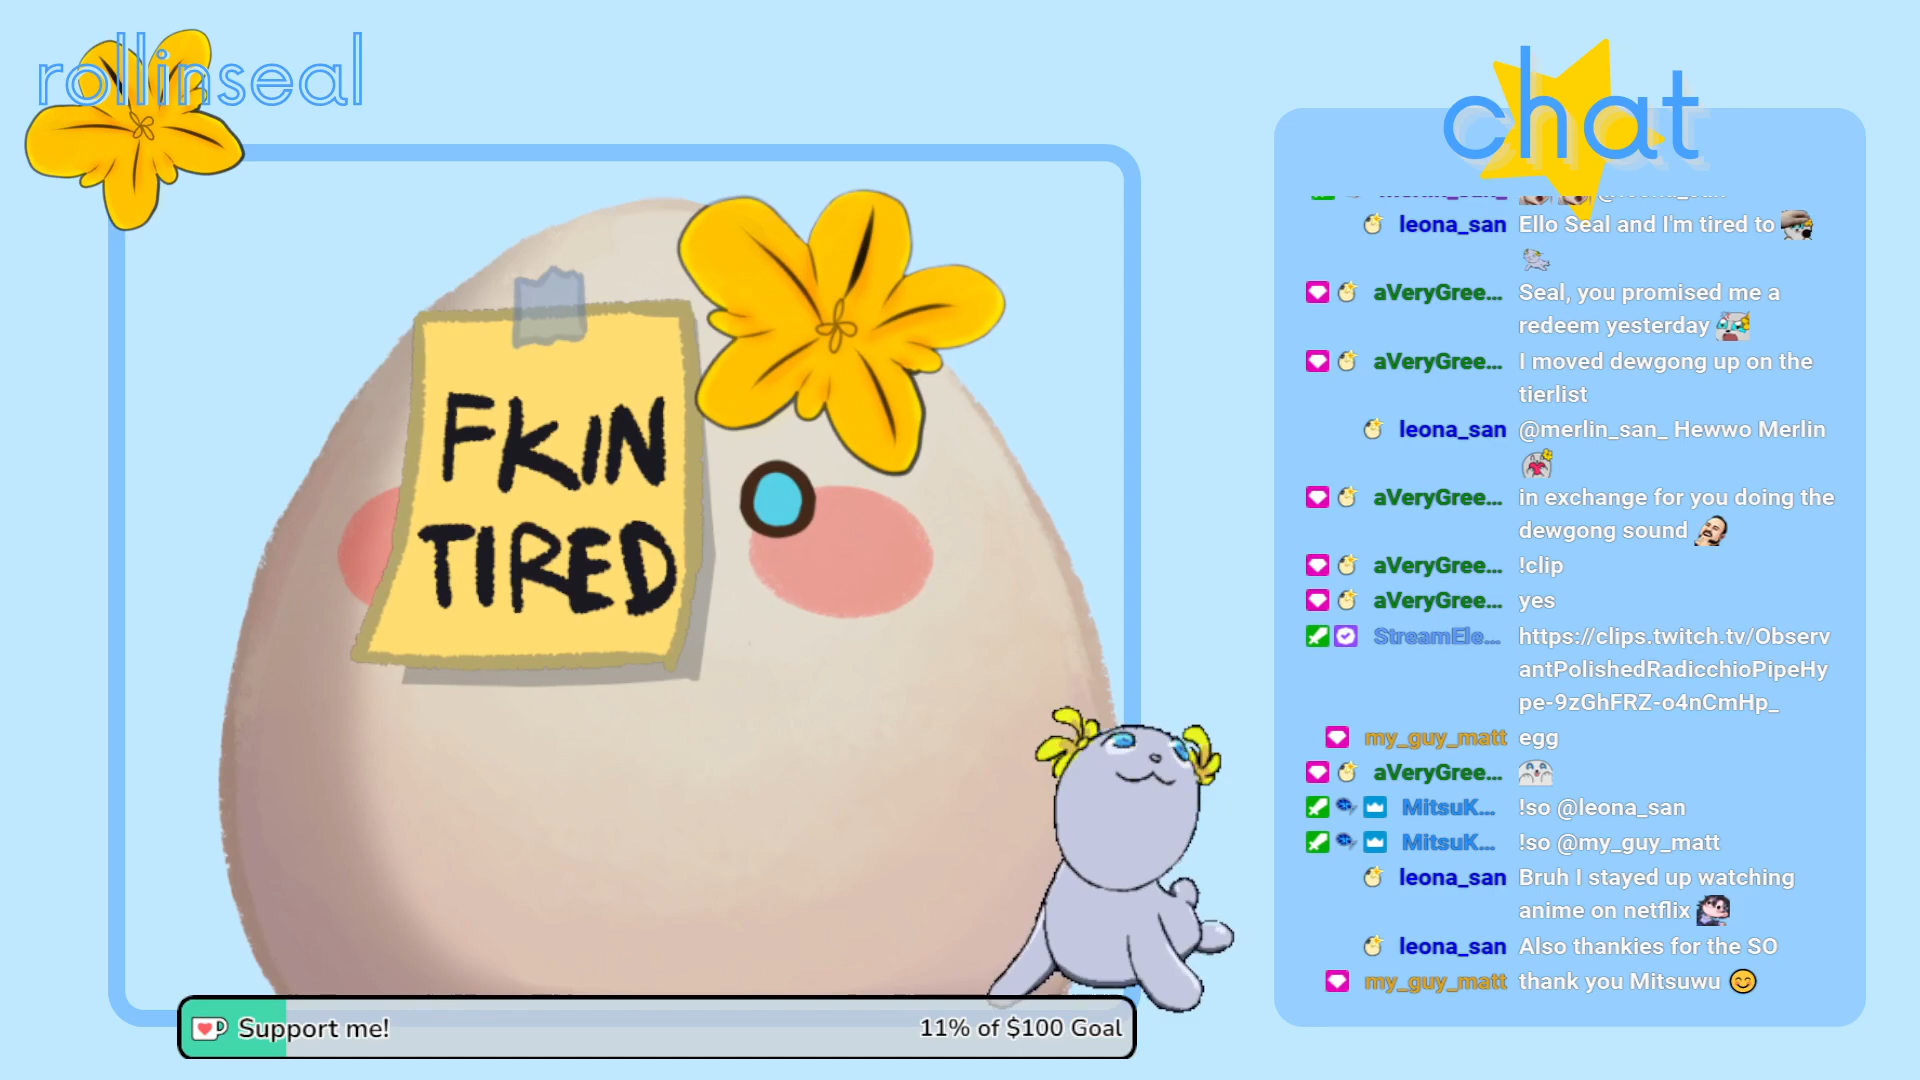 rollinseal
chat
FKIN
TIRED
leona_san Ello Seal and I'm tired to
aVeryGree... Seal, you promised me a
redeem yesterday
aVeryGree... I moved dewgong up on the
tierlist
leona_san @merlin_san_ Hewwo Merlin
aVeryGree... in exchange for you doing the
dewgong sound
aVeryGree... !clip
aVeryGree... yes
StreamEle... https://clips.twitch.tv/Observ
antPolishedRadicchioPipeHy
pe-9zGhFRZ-o4nCmHp_
my_guy_matt egg
aVeryGree...
MitsuK... !so @leona_san
MitsuK... !so @my_guy_matt
leona_san Bruh I stayed up watching
anime on netflix
leona_san Also thankies for the SO
my_guy_matt thank you Mitsuwu
Support me! 11% of $100 Goal